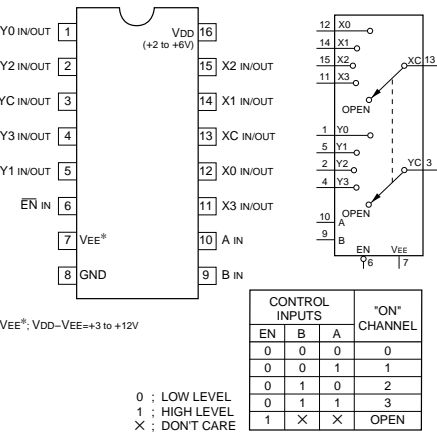 Y0 IN/OUT 1
Y2 IN/OUT 2
YC IN/OUT 3
Y3 IN/OUT 4
Y1 IN/OUT 5
EN IN 6
7 VEE*
8 GND
VDD 16
(+2 to +6V)
15 X2 IN/OUT
14 X1 IN/OUT
13 XC IN/OUT
12 X0 IN/OUT
11 X3 IN/OUT
10 A IN
9 B IN
12 X0
14 X1
15 X2
11 X3
XC 13
OPEN
1 Y0
5 Y1
2 Y2
4 Y3
YC 3
OPEN
10 A
9 B
EN VEE
6 7
VEE*; VDD–VEE=+3 to +12V
CONTROL INPUTS "ON" CHANNEL
EN B A
0 0 0 0
0 0 1 1
0 1 0 2
0 1 1 3
1 × × OPEN
0 ; LOW LEVEL
1 ; HIGH LEVEL
× ; DON'T CARE